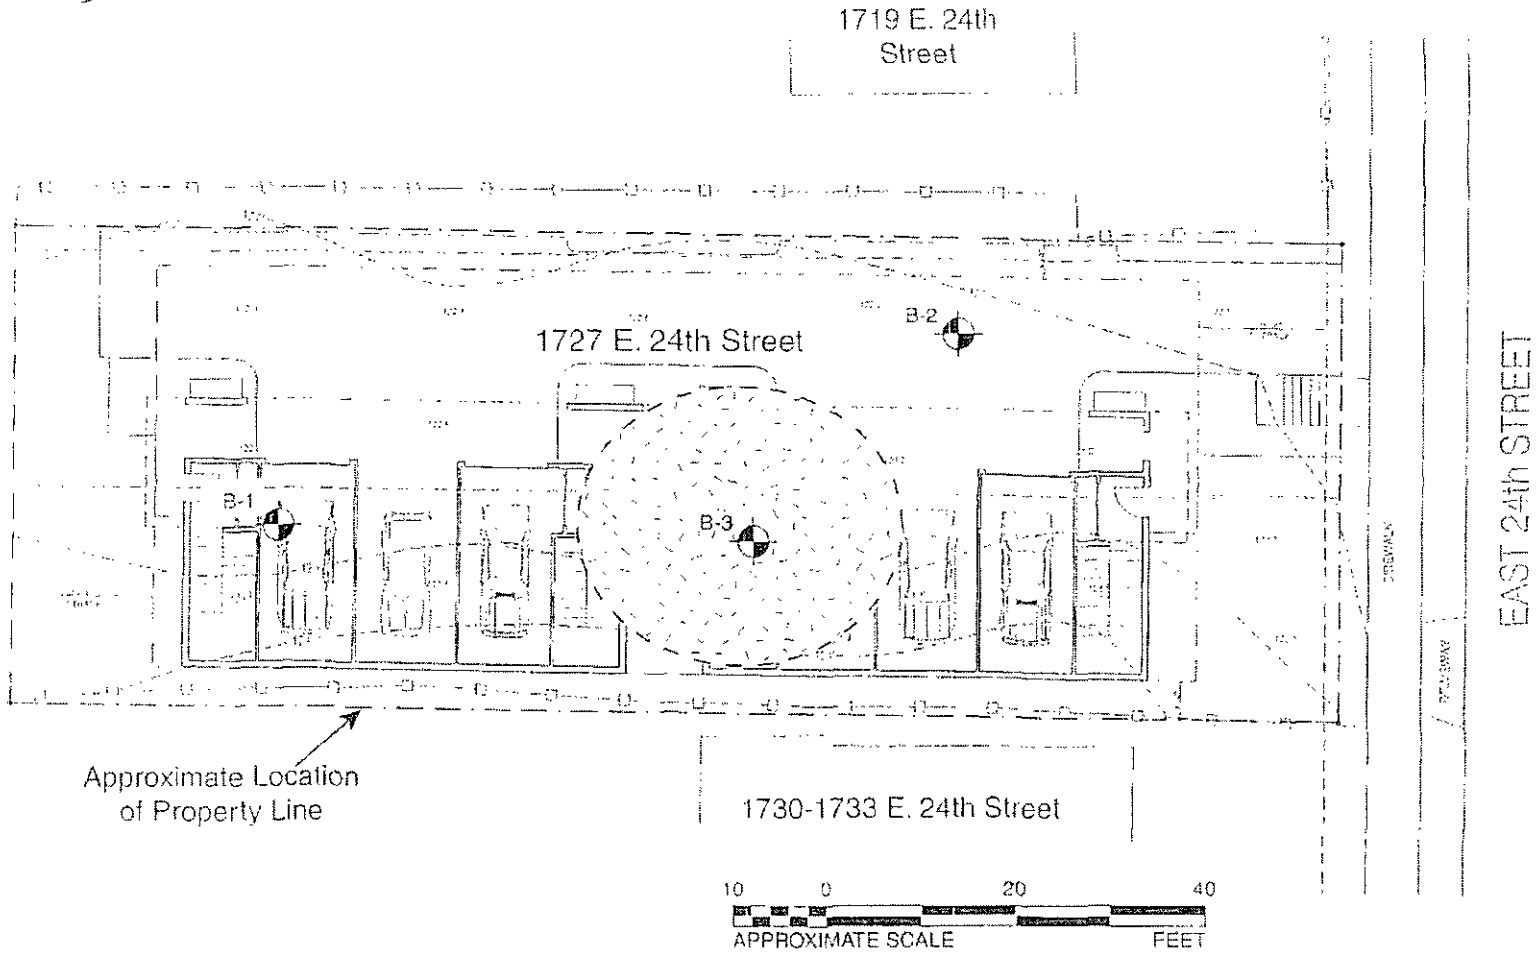 1719 E. 24th
Street
B-2
1727 E. 24th Street
B-1
B-3
SIDEWALK
EAST 24th STREET
Approximate Location
of Property Line
1730-1733 E. 24th Street
10 0 20 40
APPROXIMATE SCALE FEET